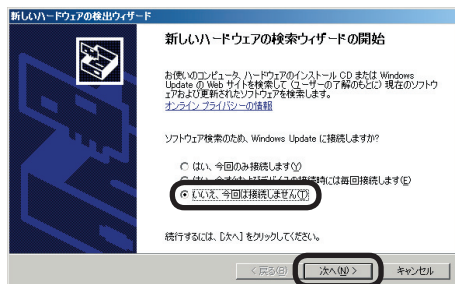 新しいハードウェアの検出ウィザード
新しいハードウェアの検索ウィザードの開始
お使いのコンピュータ、ハードウェアのインストール CD または Windows
Update の Web サイトを検索して (ユーザーの了解のもとに) 現在のソフトウ
ェアおよび更新されたソフトウェアを検索します。
オンライン プライバシーの情報
ソフトウェア検索のため、Windows Update に接続しますか?
はい、今回のみ接続します(Y)
はい、今すぐおよびデバイスの接続時には毎回接続します(E)
いいえ、今回は接続しません(T)
続行するには、[次へ] をクリックしてください。
< 戻る(B)
次へ(N) >
キャンセル